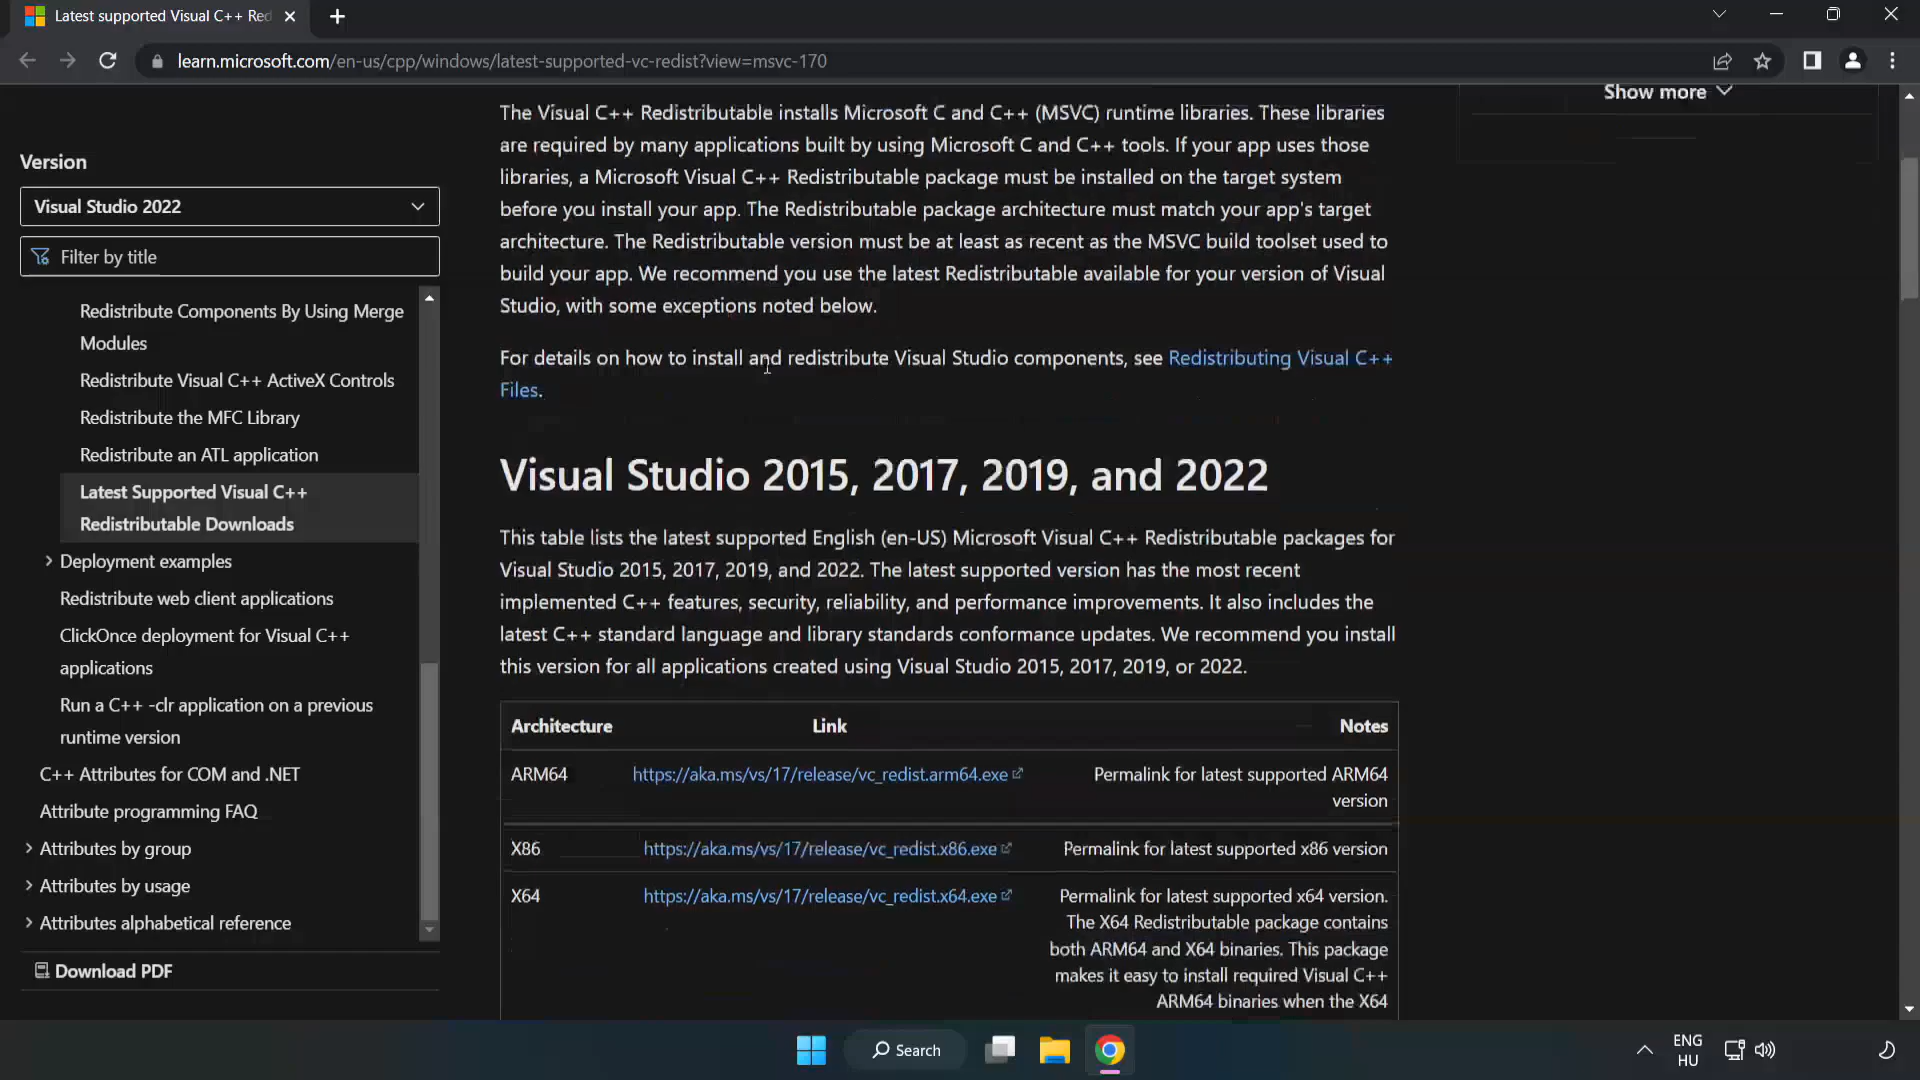 Latest supported Visual C++ Red
learn.microsoft.com/en-us/cpp/windows/latest-supported-vc-redist?view=msvc-170
Version
Visual Studio 2022
Filter by title
Redistribute Components By Using Merge
Modules
Redistribute Visual C++ ActiveX Controls
Redistribute the MFC Library
Redistribute an ATL application
Latest Supported Visual C++
Redistributable Downloads
Deployment examples
Redistribute web client applications
ClickOnce deployment for Visual C++
applications
Run a C++ -clr application on a previous
runtime version
C++ Attributes for COM and .NET
Attribute programming FAQ
Attributes by group
Attributes by usage
Attributes alphabetical reference
Download PDF
The Visual C++ Redistributable installs Microsoft C and C++ (MSVC) runtime libraries. These libraries
are required by many applications built by using Microsoft C and C++ tools. If your app uses those
libraries, a Microsoft Visual C++ Redistributable package must be installed on the target system
before you install your app. The Redistributable package architecture must match your app's target
architecture. The Redistributable version must be at least as recent as the MSVC build toolset used to
build your app. We recommend you use the latest Redistributable available for your version of Visual
Studio, with some exceptions noted below.
For details on how to install and redistribute Visual Studio components, see Redistributing Visual C++
Files.
Visual Studio 2015, 2017, 2019, and 2022
This table lists the latest supported English (en-US) Microsoft Visual C++ Redistributable packages for
Visual Studio 2015, 2017, 2019, and 2022. The latest supported version has the most recent
implemented C++ features, security, reliability, and performance improvements. It also includes the
latest C++ standard language and library standards conformance updates. We recommend you install
this version for all applications created using Visual Studio 2015, 2017, 2019, or 2022.
Architecture Link Notes
ARM64 https://aka.ms/vs/17/release/vc_redist.arm64.exe Permalink for latest supported ARM64
version
X86 https://aka.ms/vs/17/release/vc_redist.x86.exe Permalink for latest supported x86 version
X64 https://aka.ms/vs/17/release/vc_redist.x64.exe Permalink for latest supported x64 version.
The X64 Redistributable package contains
both ARM64 and X64 binaries. This package
makes it easy to install required Visual C++
ARM64 binaries when the X64
Show more
Search
ENG
HU